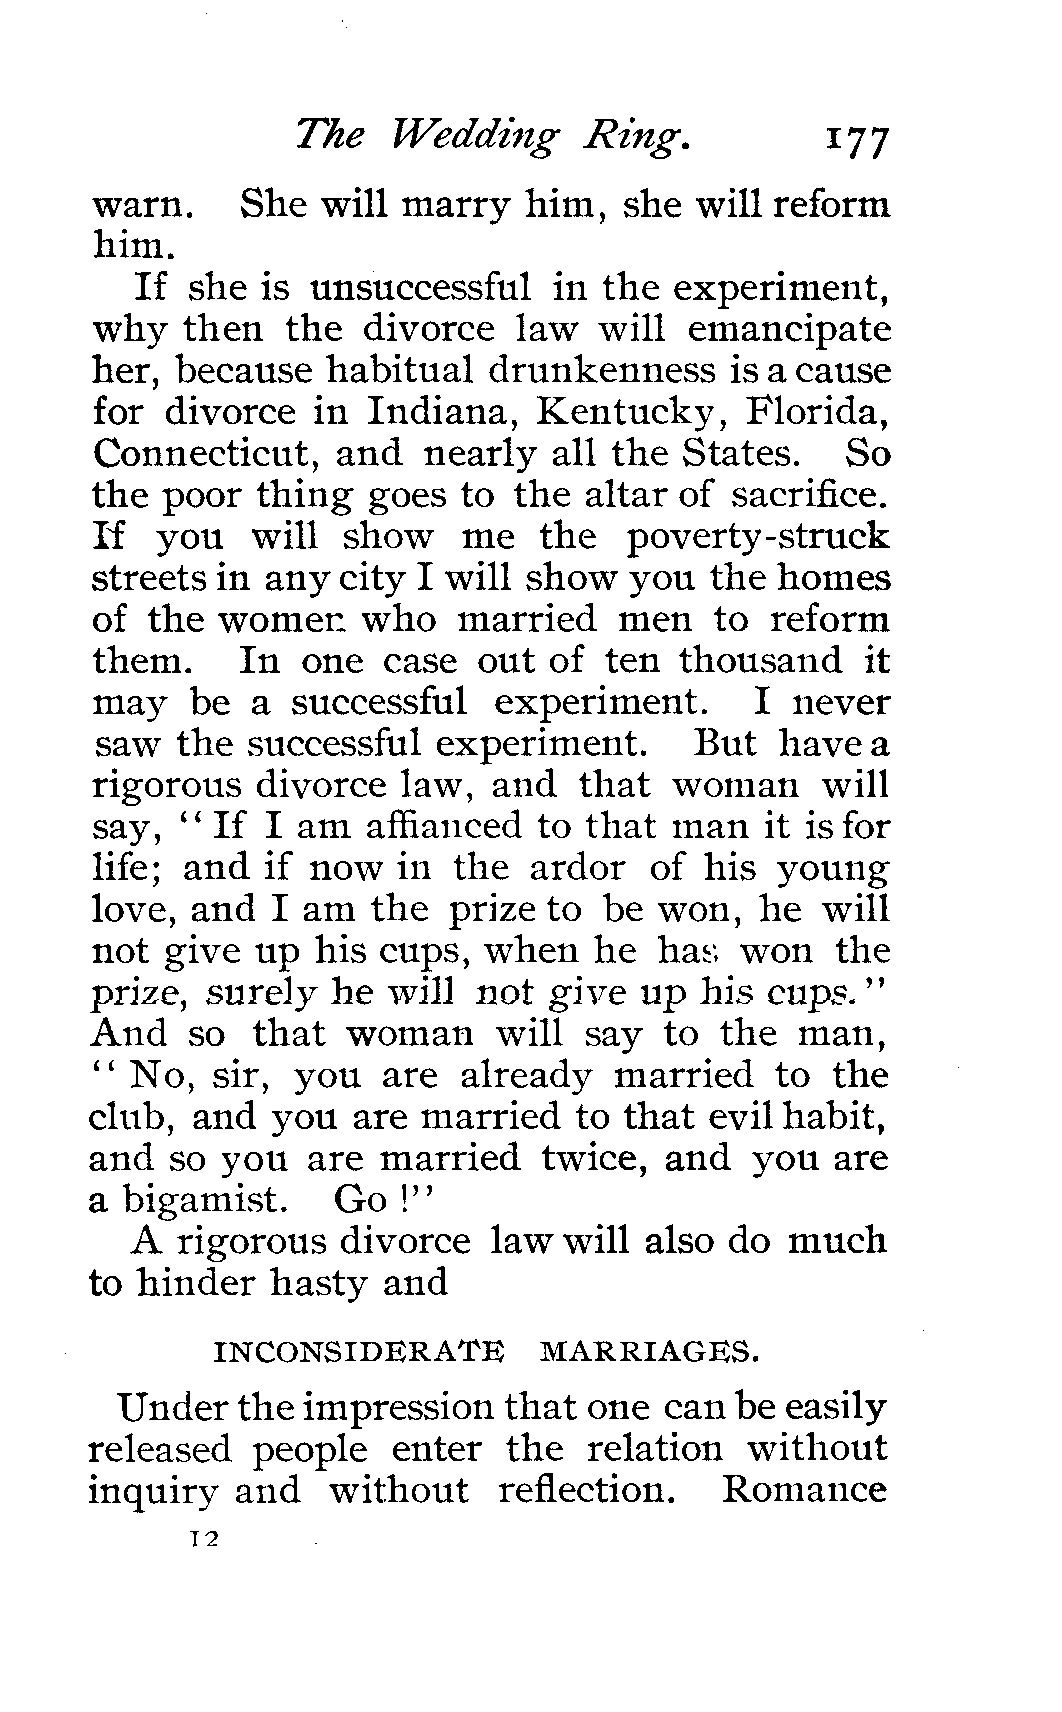 The Wedding Ring. 177
warn. She will marry him, she will reform
him.
If she is unsuccessful in the experiment,
why then the divorce law will emancipate
her, because habitual drunkenness is a cause
for divorce in Indiana, Kentucky, Florida,
Connecticut, and nearly all the States. So
the poor thing goes to the altar of sacrifice.
If you will show me the poverty-struck
streets in any city I will show you the homes
of the women who married men to reform
them. In one case out of ten thousand it
may be a successful experiment. I never
saw the successful experiment. But have a
rigorous divorce law, and that woman will
say, “ If I am affianced to that man it is for
life; and if now in the ardor of his young
love, and I am the prize to be won, he will
not give up his cups, when he has won the
prize, surely he will not give up his cups.”
And so that woman will say to the man,
“ No, sir, you are already married to the
club, and you are married to that evil habit,
and so you are married twice, and you are
a bigamist. Go !”
A rigorous divorce law will also do much
to hinder hasty and
INCONSIDERATE MARRIAGES.
Under the impression that one can be easily
released people enter the relation without
inquiry and without reflection. Romance
12